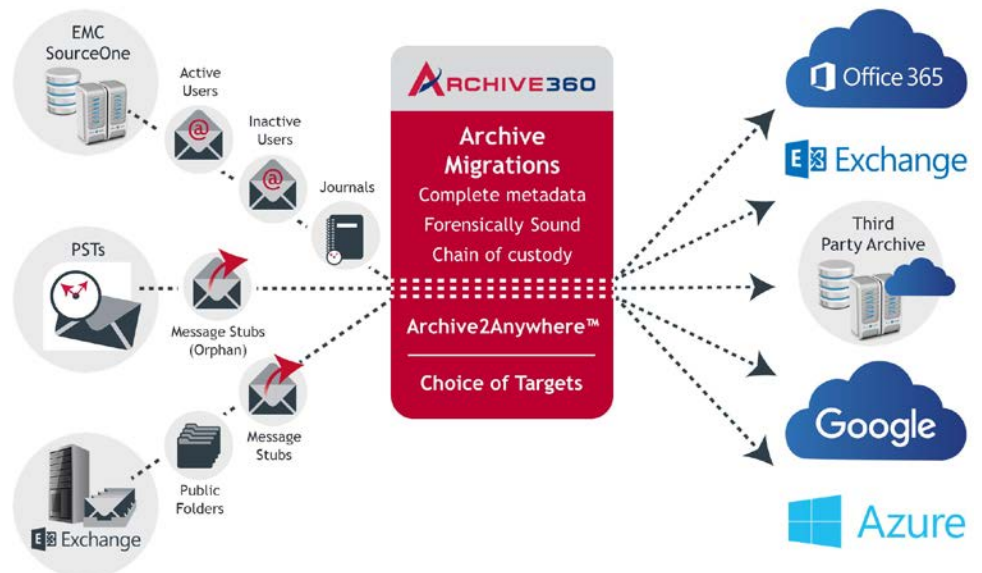 EMC
SourceOne
Active
Users
Inactive
Users
Journals
PSTs
Message Stubs
(Orphan)
Message
Stubs
Public
Folders
Exchange
ARCHIVE360
Archive
Migrations
Complete metadata
Forensically Sound
Chain of custody
Archive2Anywhere™
Choice of Targets
Office 365
Exchange
Third
Party Archive
Google
Azure